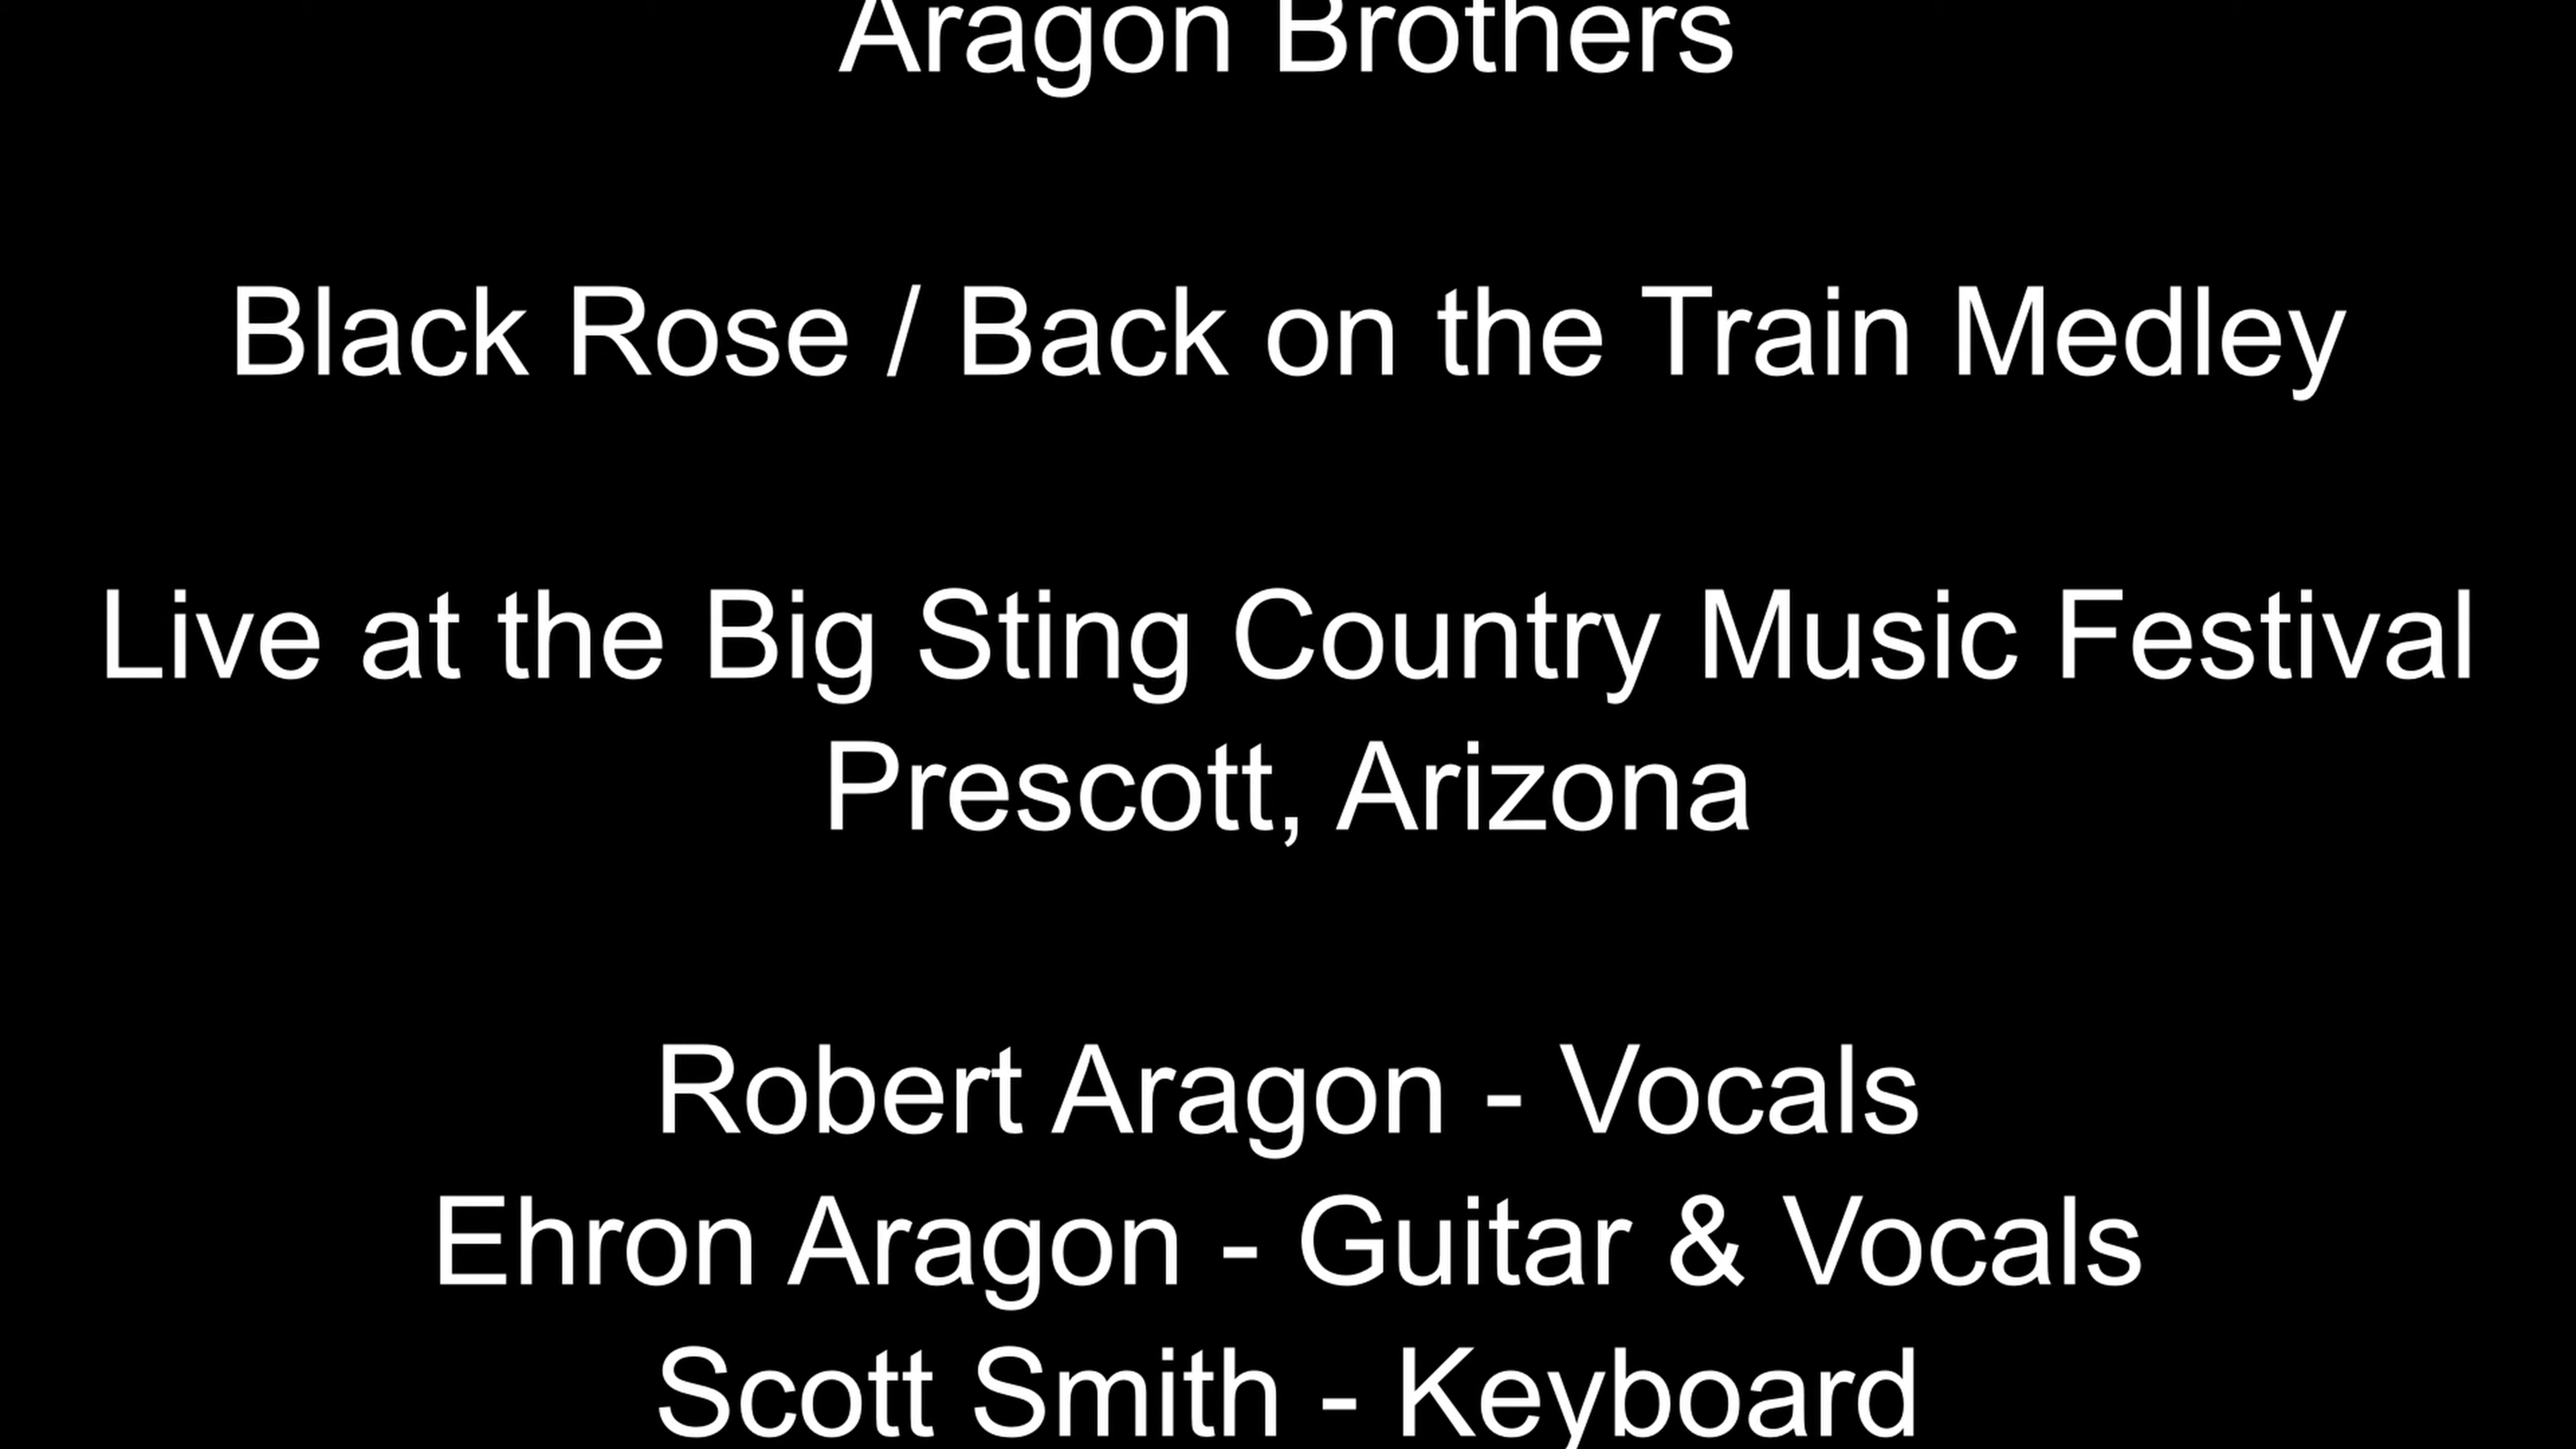 Aragon Brothers
Black Rose / Back on the Train Medley
Live at the Big Sting Country Music Festival
Prescott, Arizona
Robert Aragon - Vocals
Ehron Aragon - Guitar & Vocals
Scott Smith - Keyboard